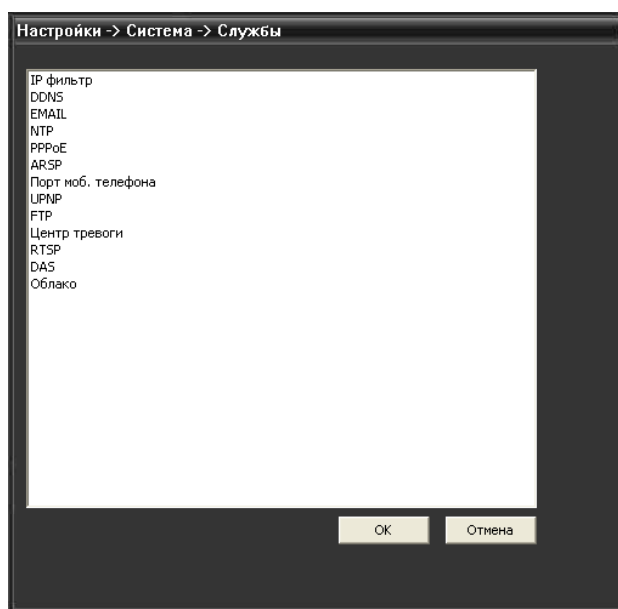 Настройки -> Система -> Службы
IP фильтр
DDNS
EMAIL
NTP
PPPoE
ARSP
Порт моб. телефона
UPNP
FTP
Центр тревоги
RTSP
DAS
Облако
OK
Отмена